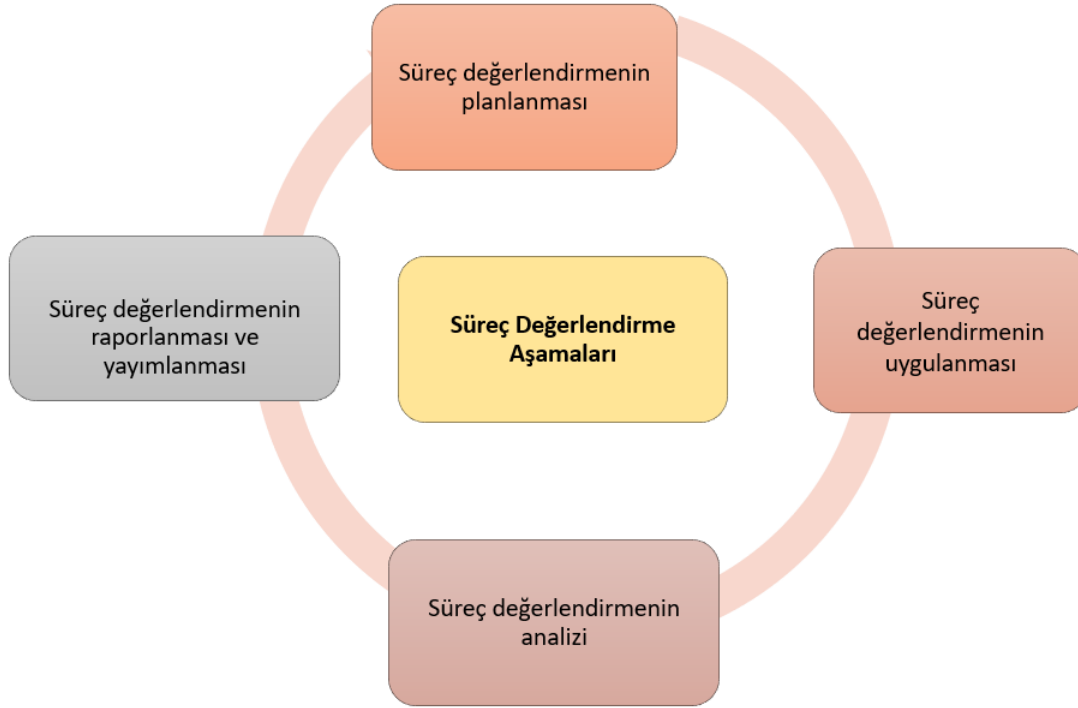 Süreç değerlendirmenin
planlanması
Süreç
değerlendirmenin
uygulanması
Süreç değerlendirmenin
analizi
Süreç değerlendirmenin
raporlanması ve
yayımlanması
Süreç Değerlendirme
Aşamaları